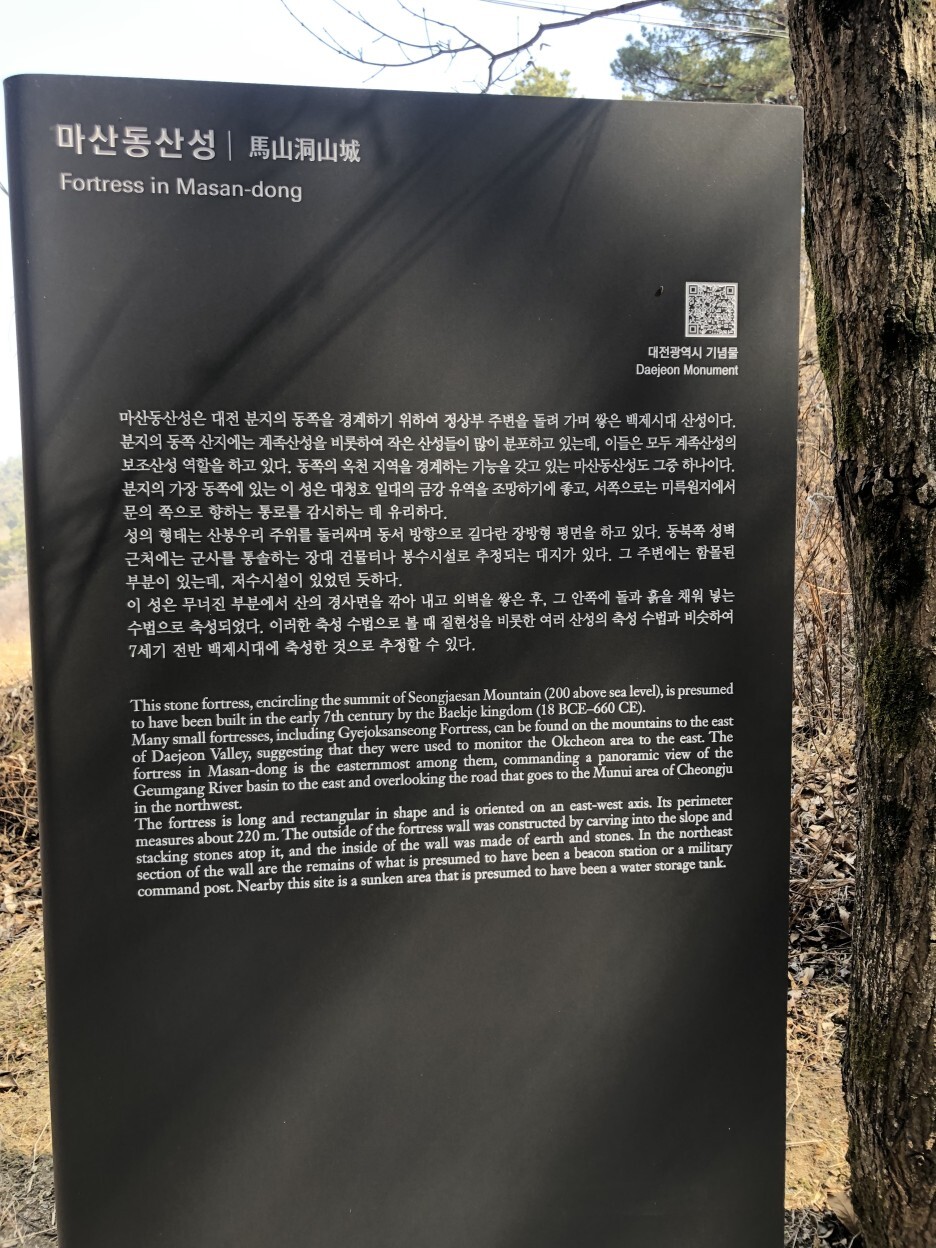 마산동산성 | 馬山洞山城
Fortress in Masan-dong
대전광역시 기념물
Daejeon Monument
마산동산성은 대전 분지의 동쪽을 경계하기 위하여 정상부 주변을 돌려 가며 쌓은 백제시대 산성이다.
분지의 동쪽 산지에는 계족산성을 비롯하여 작은 산성들이 많이 분포하고 있는데, 이들은 모두 계족산성의
보조산성 역할을 하고 있다. 동쪽의 옥천 지역을 경계하는 기능을 갖고 있는 마산동산성도 그중 하나이다.
분지의 가장 동쪽에 있는 이 성은 대청호 일대의 금강 유역을 조망하기에 좋고, 서쪽으로는 미륵원지에서
문의 쪽으로 향하는 통로를 감시하는 데 유리하다.
성의 형태는 산봉우리 주위를 둘러싸며 동서 방향으로 길다란 장방형 평면을 하고 있다. 동북쪽 성벽
근처에는 군사를 통솔하는 장대 건물터나 봉수시설로 추정되는 대지가 있다. 그 주변에는 함몰된
부분이 있는데, 저수시설이 있었던 듯하다.
이 성은 무너진 부분에서 산의 경사면을 깎아 내고 외벽을 쌓은 후, 그 안쪽에 돌과 흙을 채워 넣는
수법으로 축성되었다. 이러한 축성 수법으로 볼 때 질현성을 비롯한 여러 산성의 축성 수법과 비슷하여
7세기 전반 백제시대에 축성한 것으로 추정할 수 있다.
This stone fortress, encircling the summit of Seongjaesan Mountain (200 above sea level), is presumed
to have been built in the early 7th century by the Baekje kingdom (18 BCE–660 CE).
Many small fortresses, including Gyejoksanseong Fortress, can be found on the mountains to the east
of Daejeon Valley, suggesting that they were used to monitor the Okcheon area to the east. The
fortress in Masan-dong is the easternmost among them, commanding a panoramic view of the
Geumgang River basin to the east and overlooking the road that goes to the Munui area of Cheongju
in the northwest.
The fortress is long and rectangular in shape and is oriented on an east-west axis. Its perimeter
measures about 220 m. The outside of the fortress wall was constructed by carving into the slope and
stacking stones atop it, and the inside of the wall was made of earth and stones. In the northeast
section of the wall are the remains of what is presumed to have been a beacon station or a military
command post. Nearby this site is a sunken area that is presumed to have been a water storage tank.